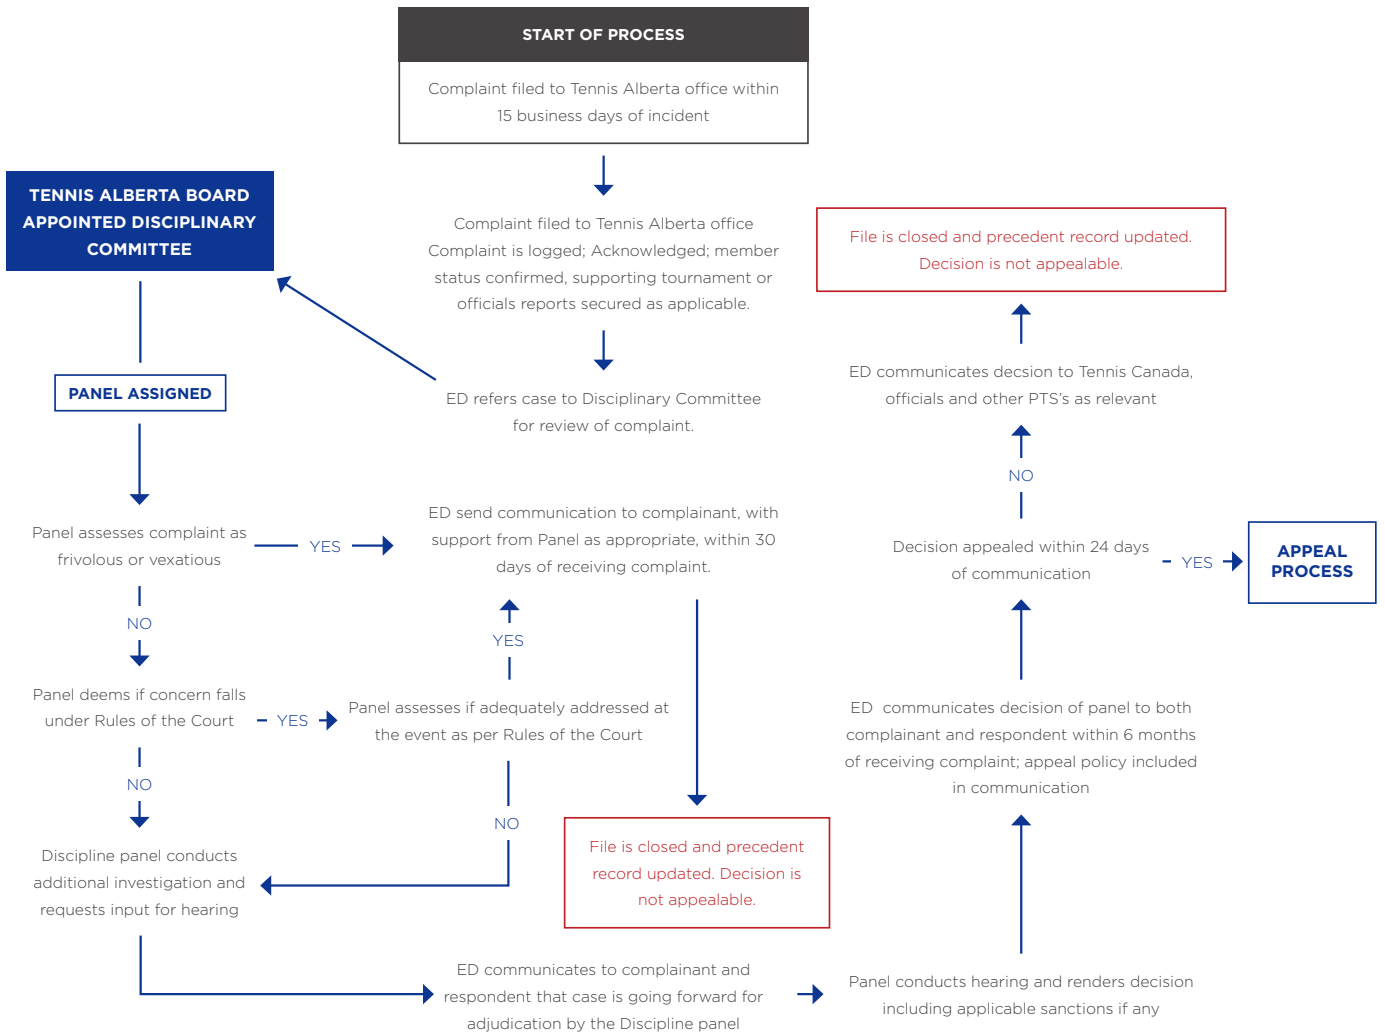 START OF PROCESS
Complaint filed to Tennis Alberta office within
15 business days of incident
Complaint filed to Tennis Alberta office
Complaint is logged; Acknowledged; member
status confirmed, supporting tournament or
officials reports secured as applicable.
ED refers case to Disciplinary Committee
for review of complaint.
TENNIS ALBERTA BOARD
APPOINTED DISCIPLINARY
COMMITTEE
PANEL ASSIGNED
Panel assesses complaint as
frivolous or vexatious
YES
ED send communication to complainant, with
support from Panel as appropriate, within 30
days of receiving complaint.
NO
YES
Panel deems if concern falls
under Rules of the Court
YES
Panel assesses if adequately addressed at
the event as per Rules of the Court
NO
NO
File is closed and precedent
record updated. Decision is
not appealable.
Discipline panel conducts
additional investigation and
requests input for hearing
ED communicates to complainant and
respondent that case is going forward for
adjudication by the Discipline panel
Panel conducts hearing and renders decision
including applicable sanctions if any
ED communicates decision of panel to both
complainant and respondent within 6 months
of receiving complaint; appeal policy included
in communication
Decision appealed within 24 days
of communication
YES
APPEAL
PROCESS
NO
ED communicates decsion to Tennis Canada,
officials and other PTS's as relevant
File is closed and precedent record updated.
Decision is not appealable.